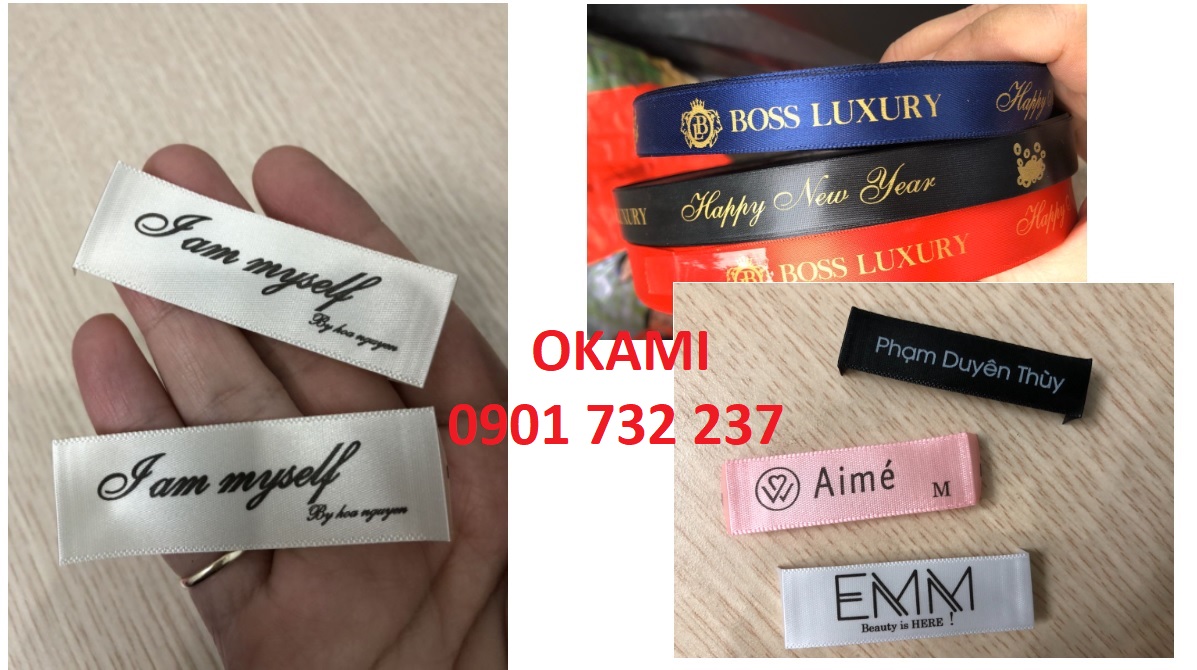 I am myself
By hoa nguyen
I am myself
By hoa nguyen
BOSS LUXURY
Happy
Happy New Year
BOSS LUXURY
Happy
OKAMI
0901 732 237
Phạm Duyên Thùy
Aimé
M
EMM
Beauty is HERE !